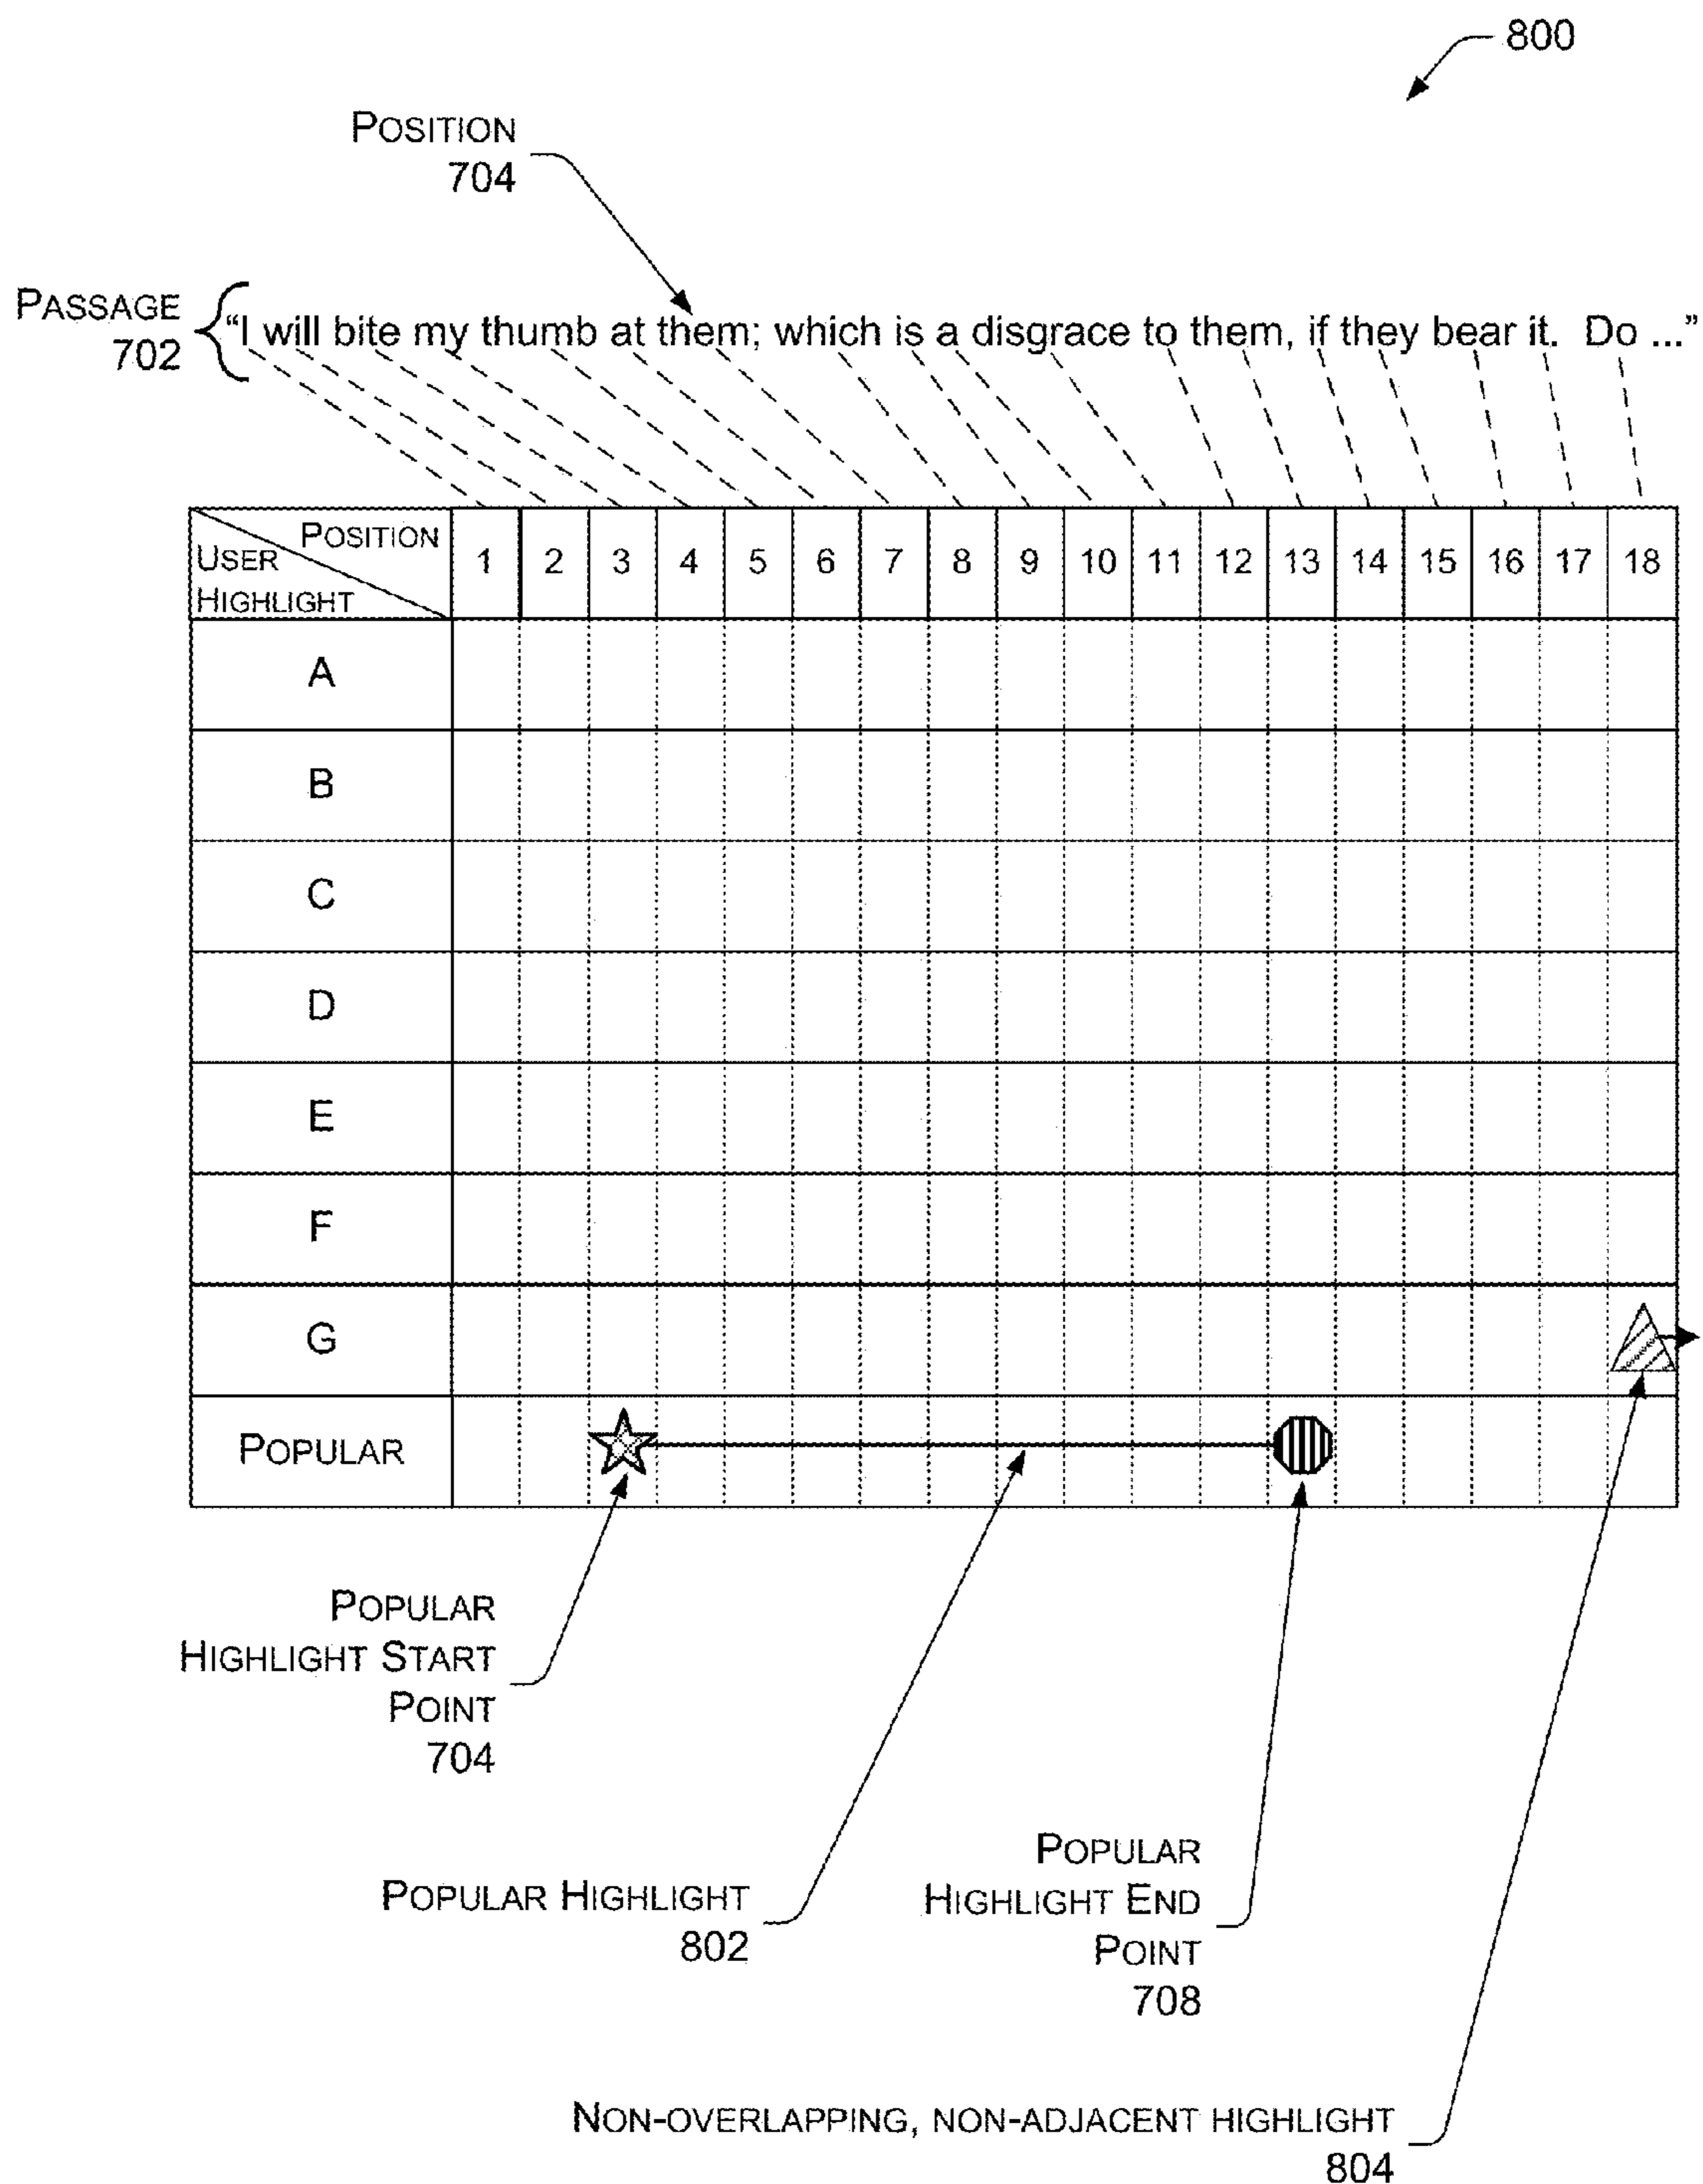 800
POSITION
704
PASSAGE
702
“I will bite my thumb at them; which is a disgrace to them, if they bear it. Do ...”
POSITION
USER
HIGHLIGHT
1 2 3 4 5 6 7 8 9 10 11 12 13 14 15 16 17 18
A
B
C
D
E
F
G
POPULAR
POPULAR
HIGHLIGHT START
POINT
704
POPULAR HIGHLIGHT
802
POPULAR
HIGHLIGHT END
POINT
708
NON-OVERLAPPING, NON-ADJACENT HIGHLIGHT
804